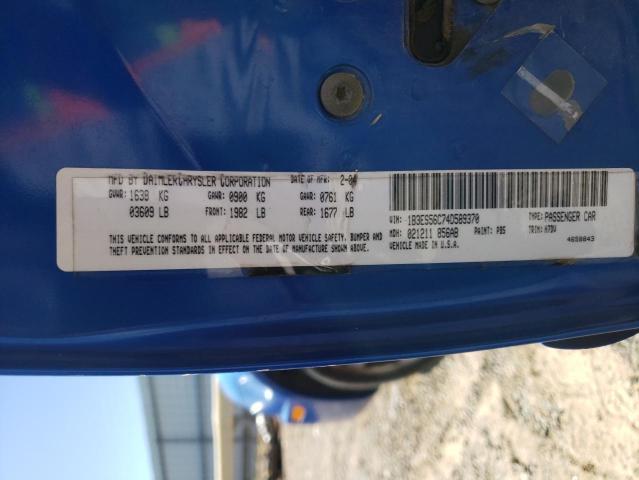 MFD BY DAIMLERCHRYSLER CORPORATION DATE OF MFR: 2-04
GVWR: 1638 KG GAWR: 0900 KG GAWR: 0761 KG
03609 LB FRONT: 1982 LB REAR: 1677 LB
THIS VEHICLE CONFORMS TO ALL APPLICABLE FEDERAL MOTOR VEHICLE SAFETY, BUMPER AND
THEFT PREVENTION STANDARDS IN EFFECT ON THE DATE OF MANUFACTURE SHOWN ABOVE.
VIN: 1B3ES56C74D589370 TYPE: PASSENGER CAR
MDH: 021211 056AB PAINT: PB5 TRIM: H7DV
VEHICLE MADE IN U.S.A. 4658843